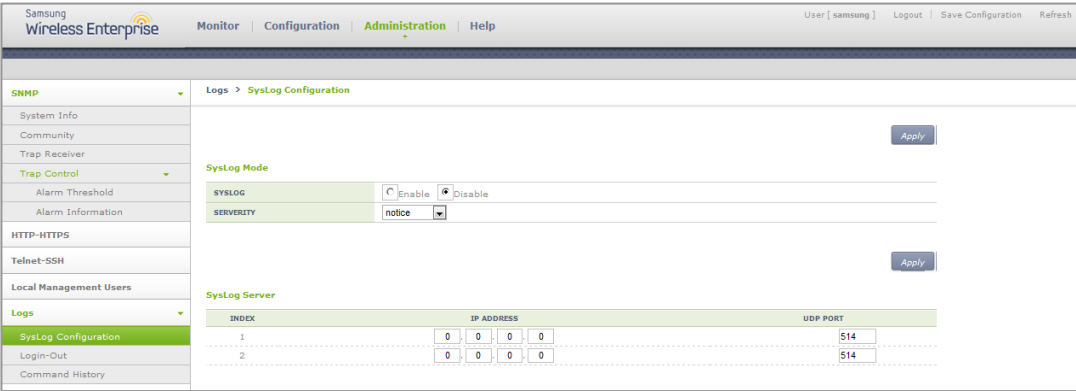 Samsung
Wireless Enterprise
Monitor | Configuration | Administration | Help
+
User [ samsung ] Logout | Save Configuration Refresh
SNMP
System Info
Community
Trap Receiver
Trap Control
Alarm Threshold
Alarm Information
HTTP-HTTPS
Telnet-SSH
Local Management Users
Logs
SysLog Configuration
Login-Out
Command History
Logs > SysLog Configuration
Apply
SysLog Mode
SYSLOG Enable Disable
SERVERITY notice
Apply
SysLog Server
INDEX IP ADDRESS UDP PORT
1 0 . 0 . 0 . 0 514
2 0 . 0 . 0 . 0 514